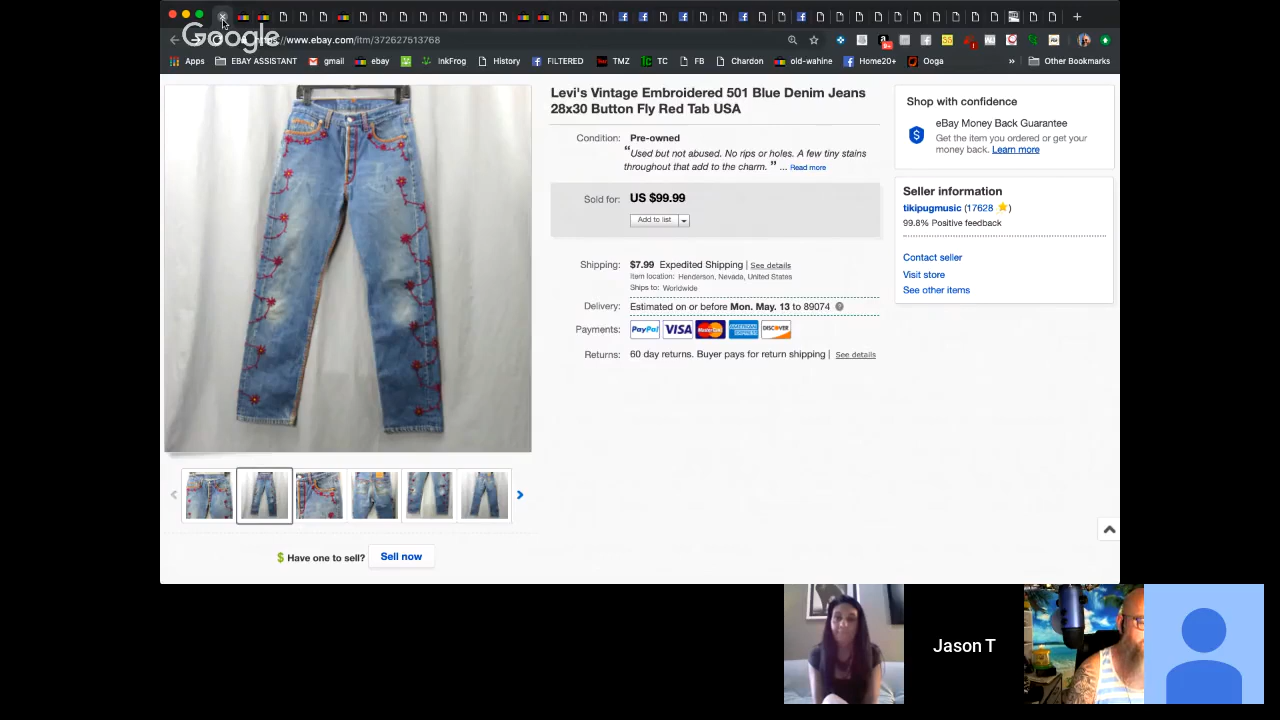 Google
https://www.ebay.com/itm/372627513768
Apps
EBAY ASSISTANT
gmail
ebay
InkFrog
History
FILTERED
TMZ
TC
FB
Chardon
old-wahine
Home20+
Ooga
»
Other Bookmarks
Levi's Vintage Embroidered 501 Blue Denim Jeans
28x30 Button Fly Red Tab USA
Condition: Pre-owned
“Used but not abused. No rips or holes. A few tiny stains
throughout that add to the charm. ” ... Read more
Sold for: US $99.99
Add to list
Shipping: $7.99 Expedited Shipping | See details
Item location: Henderson, Nevada, United States
Ships to: Worldwide
Delivery: Estimated on or before Mon. May. 13 to 89074
Payments: PayPal VISA MasterCard AMERICAN EXPRESS DISCOVER
Returns: 60 day returns. Buyer pays for return shipping | See details
Shop with confidence
eBay Money Back Guarantee
Get the item you ordered or get your
money back. Learn more
Seller information
tikipugmusic (17628 )
99.8% Positive feedback
Contact seller
Visit store
See other items
$ Have one to sell? Sell now
Jason T